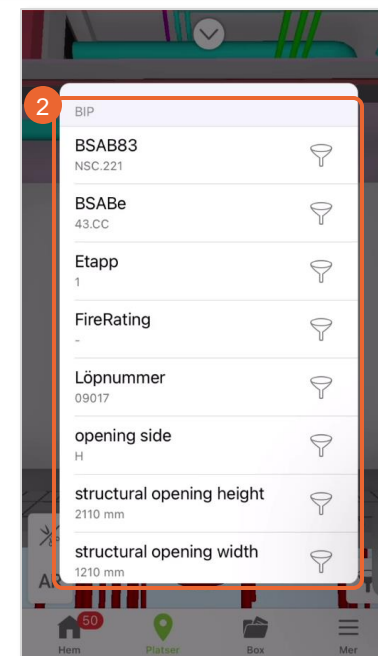 2
BIP
BSAB83
NSC.221
BSABe
43.CC
Etapp
1
FireRating
-
Löpnummer
09017
opening side
H
structural opening height
2110 mm
structural opening width
1210 mm
AR
50
Hem
Platser
Box
Mer